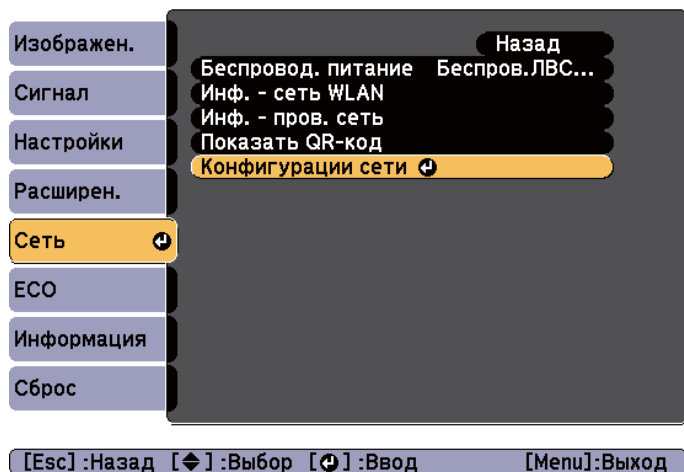 Изображен.
Сигнал
Настройки
Расширен.
Сеть
ECO
Информация
Сброс
Назад
Беспровод. питание Беспров.ЛВС...
Инф. - сеть WLAN
Инф. - пров. сеть
Показать QR-код
Конфигурации сети
[Esc] :Назад [◆] :Выбор [⏎] :Ввод [Menu]:Выход